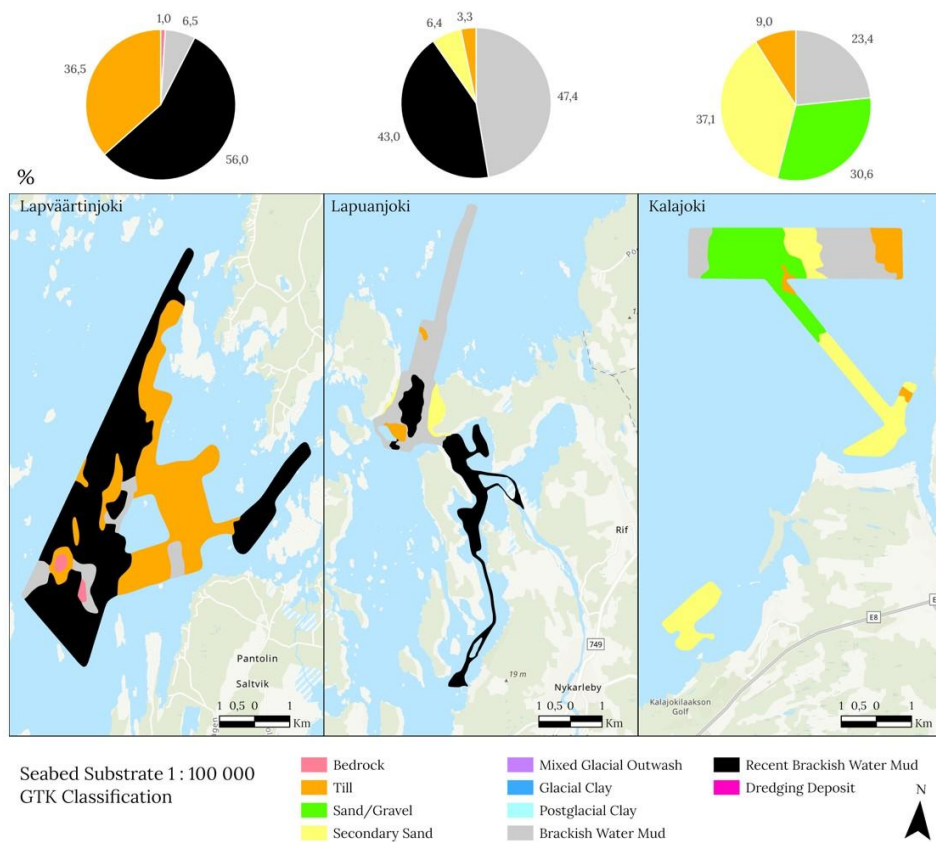 1,0
6,5
36,5
56,0
6,4
3,3
47,4
43,0
9,0
23,4
37,1
30,6
%
Lapväärtinjoki
Lapuanjoki
Kalajoki
Pantolin
Saltvik
1 0,5 0 1
Km
Rif
749
19 m
Nykarleby
1 0,5 0 1
Km
E8
Kalajokilaakson
Golf
1 0,5 0 1
Km
Seabed Substrate 1 : 100 000
GTK Classification
Bedrock
Till
Sand/Gravel
Secondary Sand
Mixed Glacial Outwash
Glacial Clay
Postglacial Clay
Brackish Water Mud
Recent Brackish Water Mud
Dredging Deposit
N